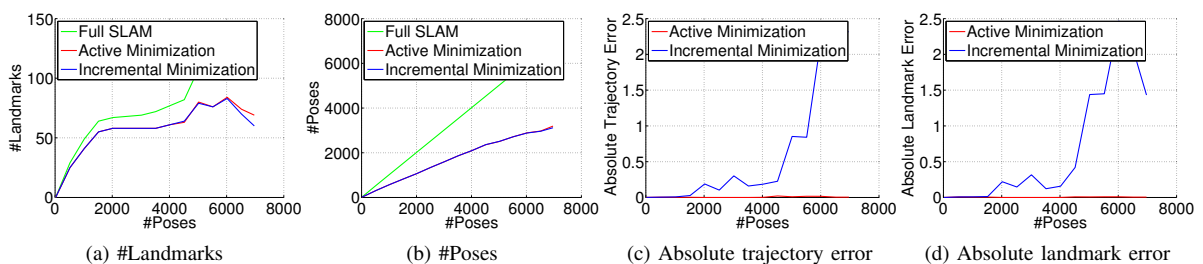 150
100
50
0
#Landmarks
Full SLAM
Active Minimization
Incremental Minimization
0 2000 4000 6000 8000
#Poses
(a) #Landmarks
8000
6000
4000
2000
0
#Poses
Full SLAM
Active Minimization
Incremental Minimization
0 2000 4000 6000 8000
#Poses
(b) #Poses
2.5
2
1.5
1
0.5
0
Absolute Trajectory Error
Active Minimization
Incremental Minimization
0 2000 4000 6000 8000
#Poses
(c) Absolute trajectory error
2.5
2
1.5
1
0.5
0
Absolute Landmark Error
Active Minimization
Incremental Minimization
0 2000 4000 6000 8000
#Poses
(d) Absolute landmark error